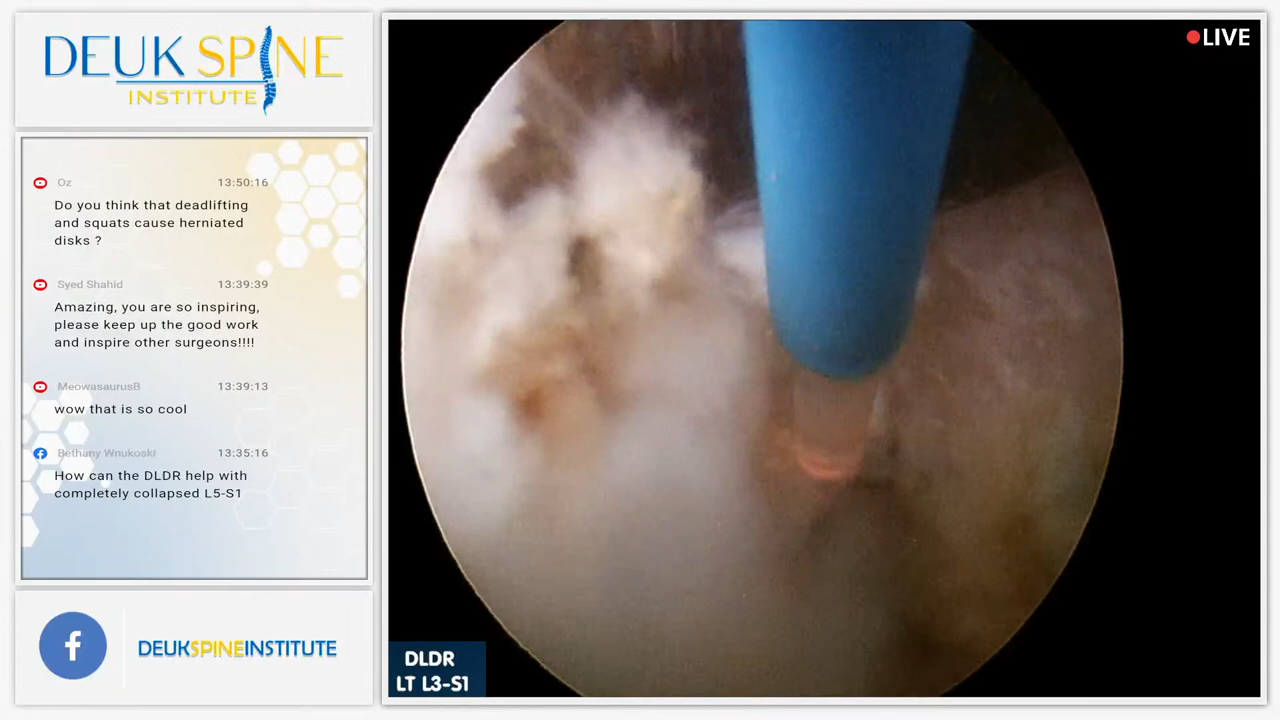 DEUK SPINE
INSTITUTE
Oz 13:50:16
Do you think that deadlifting
and squats cause herniated
disks ?
Syed Shahid 13:39:39
Amazing, you are so inspiring,
please keep up the good work
and inspire other surgeons!!!!
MeowasaurusB 13:39:13
wow that is so cool
Bethany Wnukoski 13:35:16
How can the DLDR help with
completely collapsed L5-S1
f
DEUKSPINEINSTITUTE
LIVE
DLDR
LT L3-S1